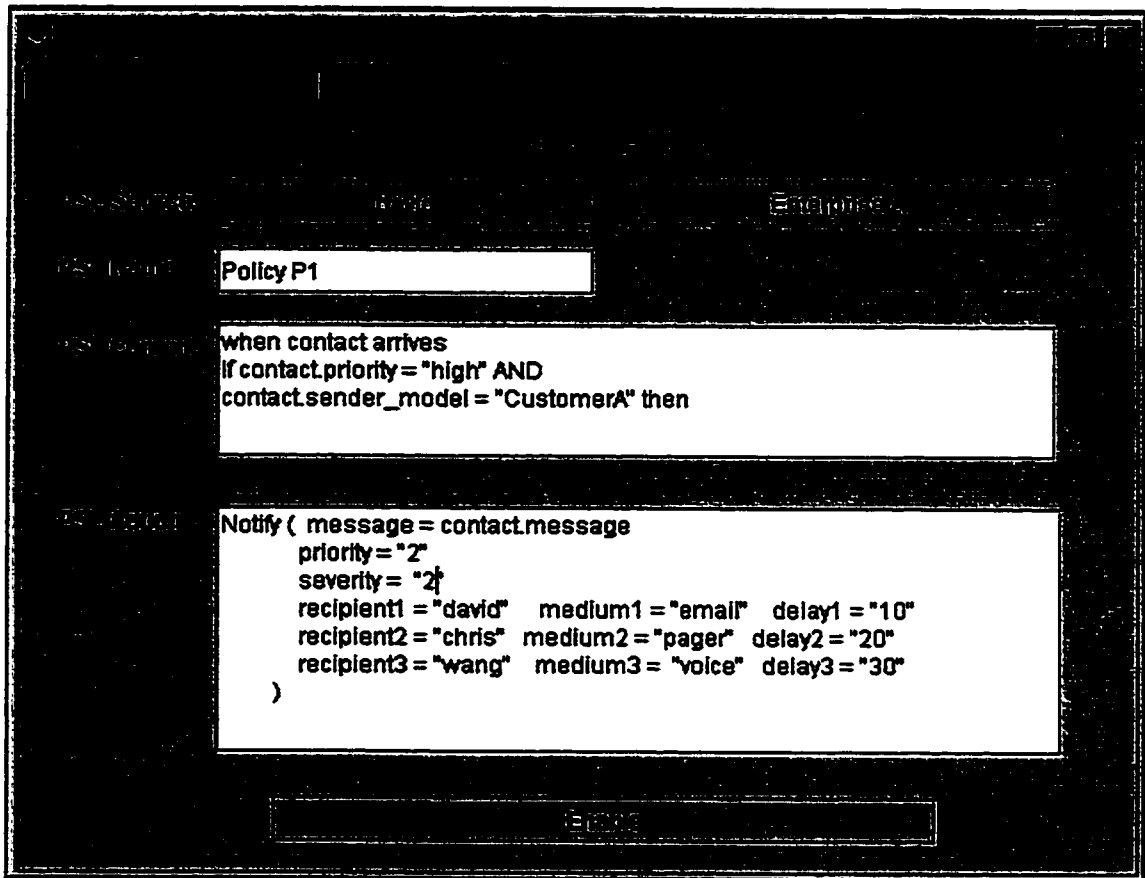 Enterprise
Policy P1
when contact arrives
if contact.priority = "high" AND
contact.sender_model = "CustomerA" then
Notify ( message = contact.message
priority = "2"
severity = "2"
recipient1 = "david" medium1 = "email" delay1 = "10"
recipient2 = "chris" medium2 = "pager" delay2 = "20"
recipient3 = "wang" medium3 = "voice" delay3 = "30"
)